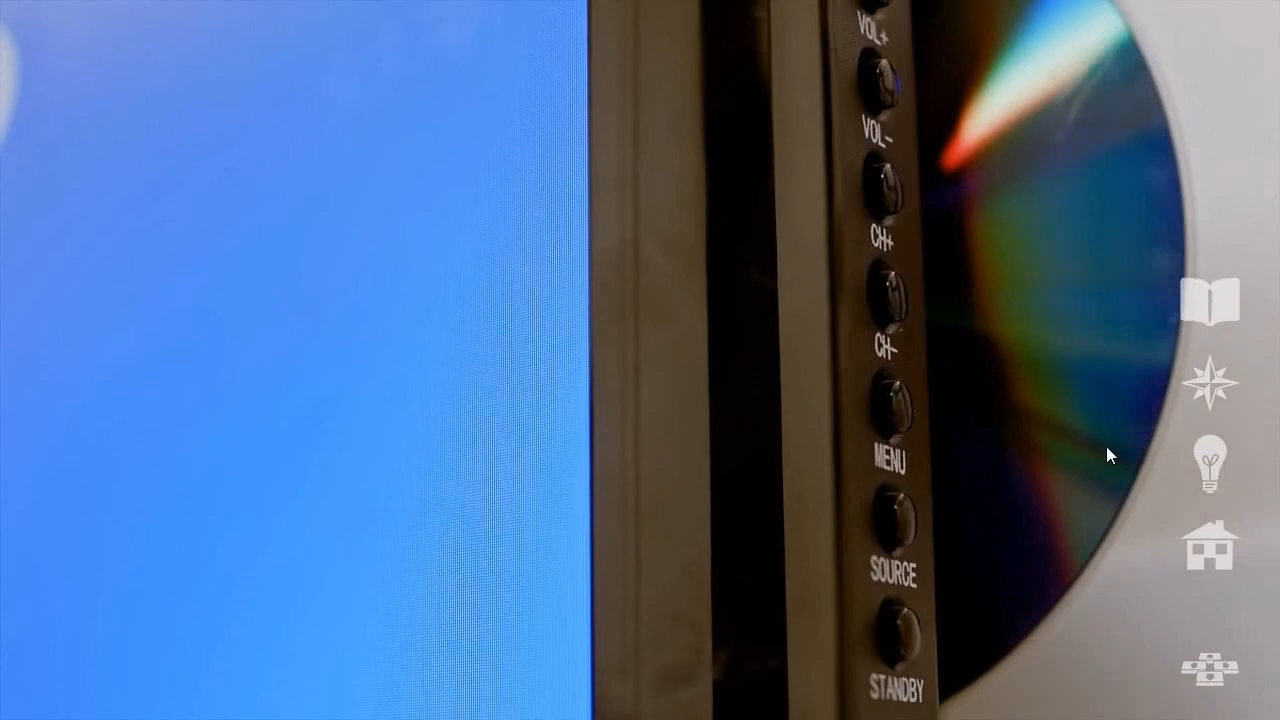 VOL+
VOL-
CH+
CH-
MENU
SOURCE
STANDBY